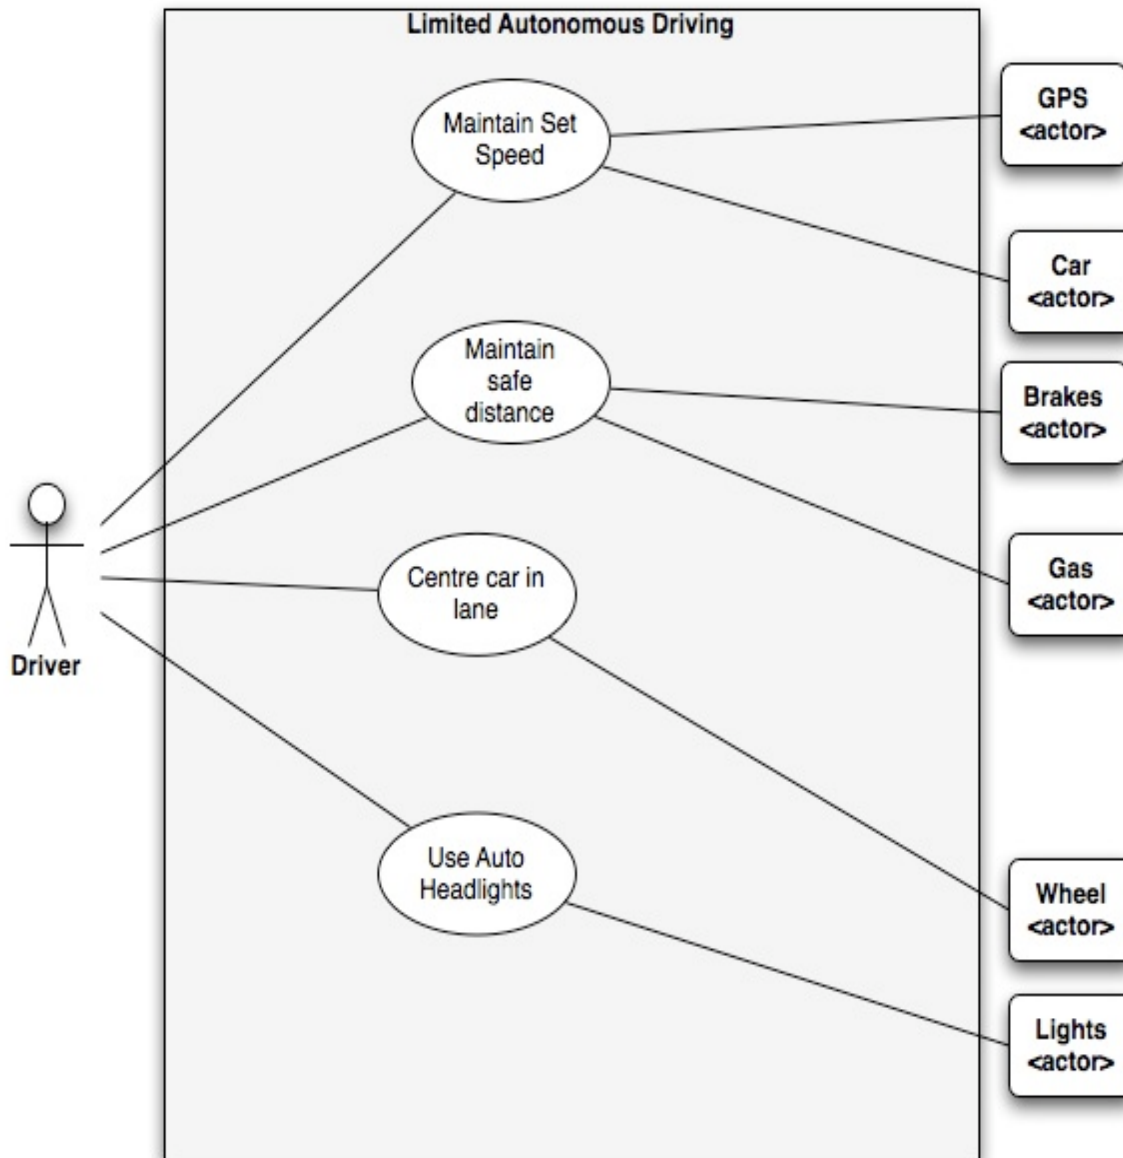 Limited Autonomous Driving
Maintain Set
Speed
GPS
<actor>
Car
<actor>
Maintain
safe
distance
Brakes
<actor>
Driver
Centre car in
lane
Gas
<actor>
Use Auto
Headlights
Wheel
<actor>
Lights
<actor>